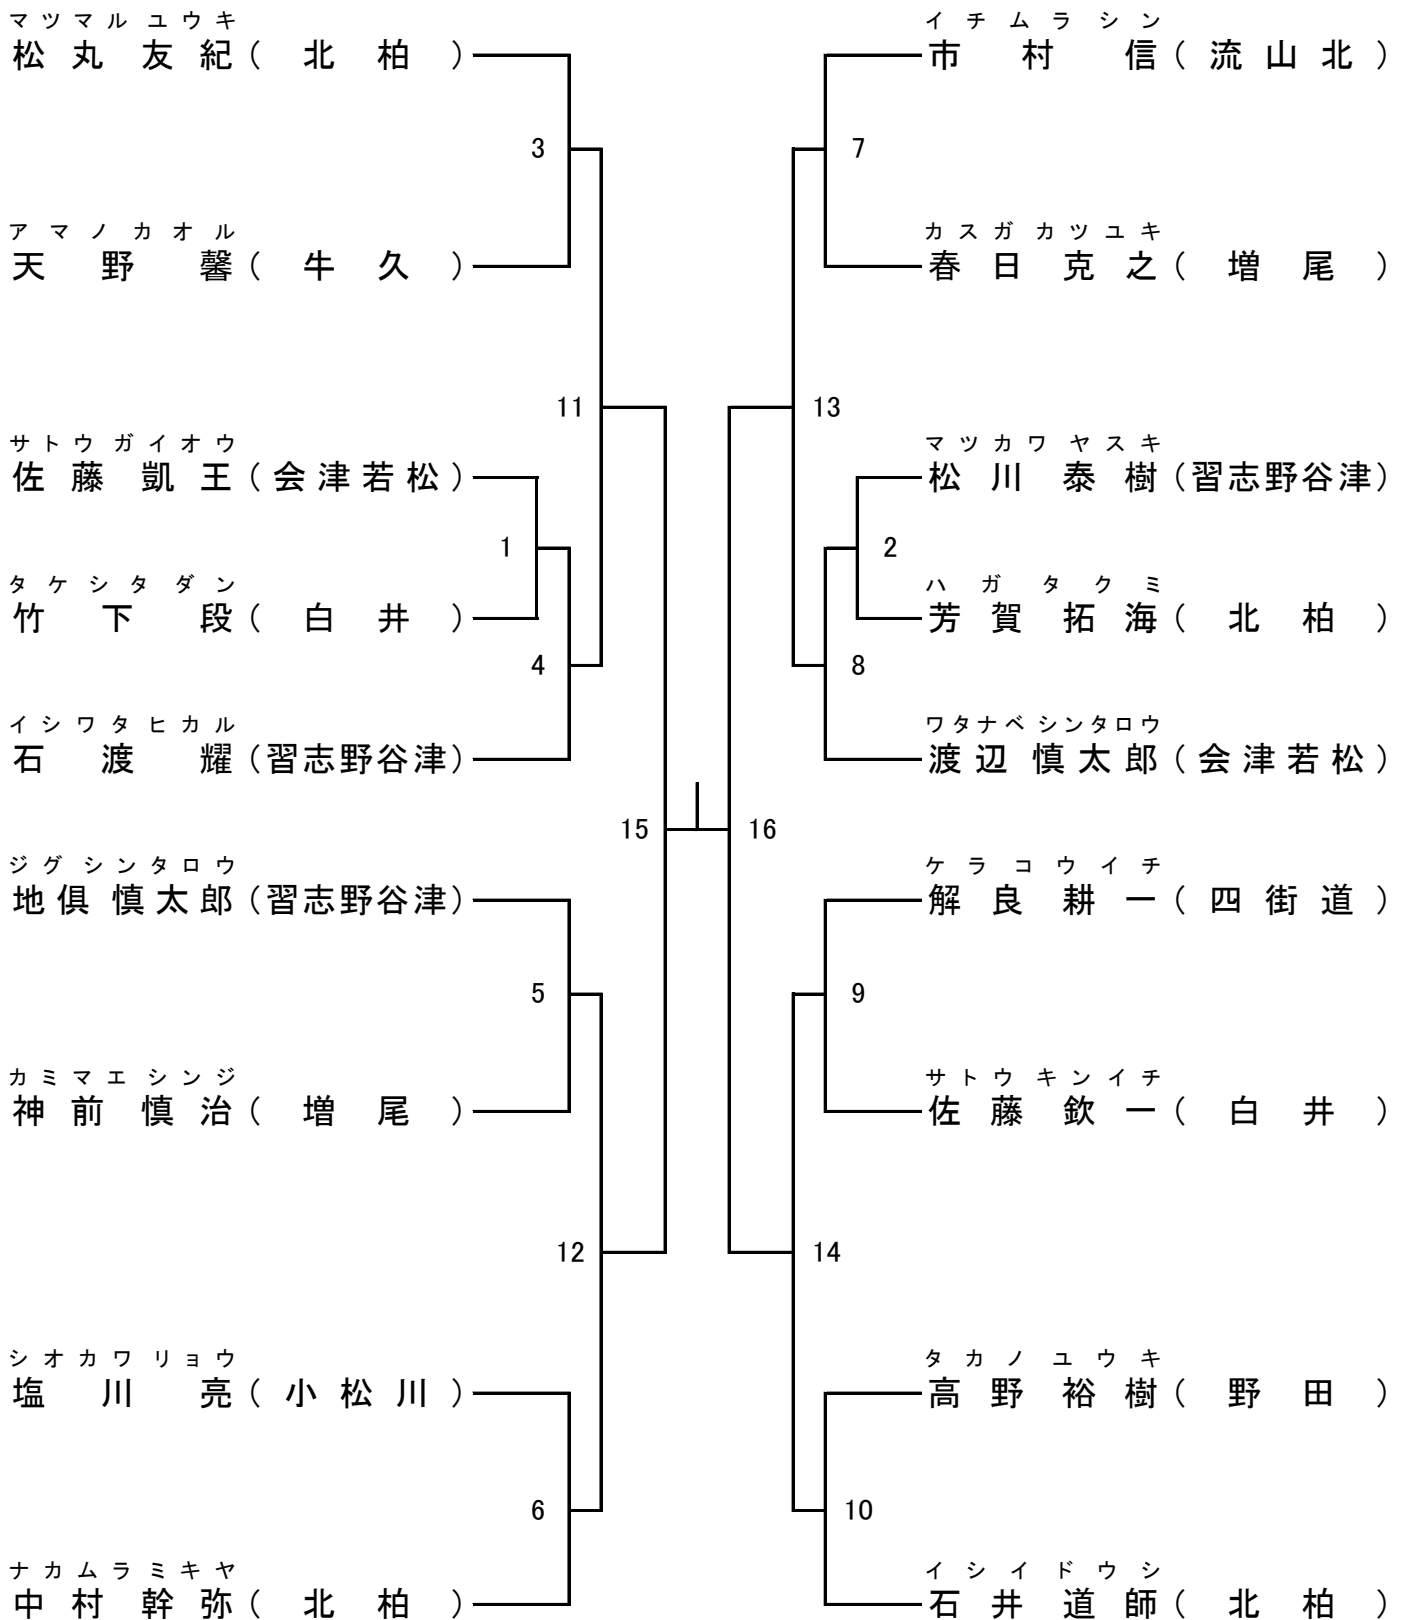 マツマル ユウキ
松丸 友紀（ 北 柏 ）
3
アマノカオル
天野 馨（ 牛 久 ）
11
サトウガイオウ
佐藤 凱王（会津若松）
1
タケシタダン
竹下 段（ 白 井 ）
4
イシワタヒカル
石渡 耀（習志野谷津）
15
ジグシンタロウ
地倶慎太郎（習志野谷津）
5
カミマエシンジ
神前 慎治（ 増 尾 ）
12
シオカワリョウ
塩川 亮（小松川）
6
ナカムラミキヤ
中村 幹弥（ 北 柏 ）
イチムラシン
市村 信（流山北）
7
カスガカツユキ
春日 克之（ 増 尾 ）
13
マツカワヤスキ
松川 泰樹（習志野谷津）
2
ハガ タクミ
芳賀 拓海（ 北 柏 ）
8
ワタナベシンタロウ
渡辺慎太郎（会津若松）
16
ケラコウイチ
解良 耕一（四街道）
9
サトウキンイチ
佐藤 欽一（ 白 井 ）
14
タカノ ユウキ
高野 裕樹（ 野 田 ）
10
イシイドウシ
石井 道師（ 北 柏 ）